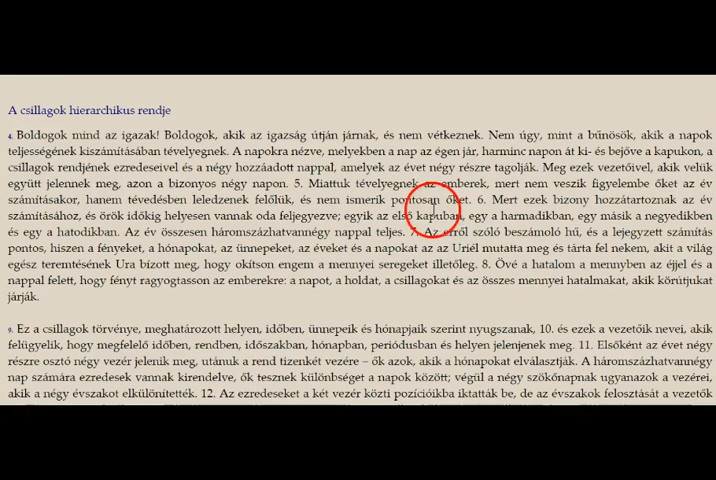 A csillagok hierarchikus rendje
4. Boldogok mind az igazak! Boldogok, akik az igazság útján járnak, és nem vétkeznek. Nem úgy, mint a bűnösök, akik a napok
teljességének kiszámításában tévelyegnek. A napokra nézve, melyekben a nap az égen jár, harminc napon át ki- és bejőve a kapukon, a
csillagok rendjének ezredeseivel és a négy hozzáadott nappal, amelyek az évet négy részre tagolják. Meg ezek vezetőivel, akik velük
együtt jelennek meg, azon a bizonyos négy napon. 5. Miattuk tévelyegnek az emberek, mert nem veszik figyelembe őket az év
számításakor, hanem tévedésben leledzenek felőlük, és nem ismerik pontosan őket. 6. Mert ezek bizony hozzátartoznak az év
számításához, és örök időkig helyesen vannak oda feljegyezve; egyik az első kapuban, egy a harmadikban, egy másik a negyedikben
és egy a hatodikban. Az év összesen háromszázhatvannégy nappal teljes. 7. Az erről szóló beszámoló hű, és a lejegyzett számítás
pontos, hiszen a fényeket, a hónapokat, az ünnepeket, az éveket és a napokat az az Uriél mutatta meg és tárta fel nekem, akit a világ
egész teremtésének Ura bízott meg, hogy okítson engem a mennyei seregeket illetőleg. 8. Övé a hatalom a mennyben az éjjel és a
nappal felett, hogy fényt ragyogtasson az emberekre: a napot, a holdat, a csillagokat és az összes mennyei hatalmakat, akik körútjukat
járják.
9. Ez a csillagok törvénye, meghatározott helyen, időben, ünnepeik és hónapjaik szerint nyugszanak, 10. és ezek a vezetőik nevei, akik
felügyelik, hogy megfelelő időben, rendben, időszakban, hónapban, periódusban és helyen jelenjenek meg. 11. Elsőként az évet négy
részre osztó négy vezér jelenik meg, utánuk a rend tizenkét vezére – ők azok, akik a hónapokat elválasztják. A háromszázhatvannégy
nap számára ezredesek vannak kirendelve, ők tesznek különbséget a napok között; végül a négy szökőnapnak ugyanazok a vezérei,
akik a négy évszakot elkülönítették. 12. Az ezredeseket a két vezér közti pozícióikba iktatták be, de az évszakok felosztását a vezetők